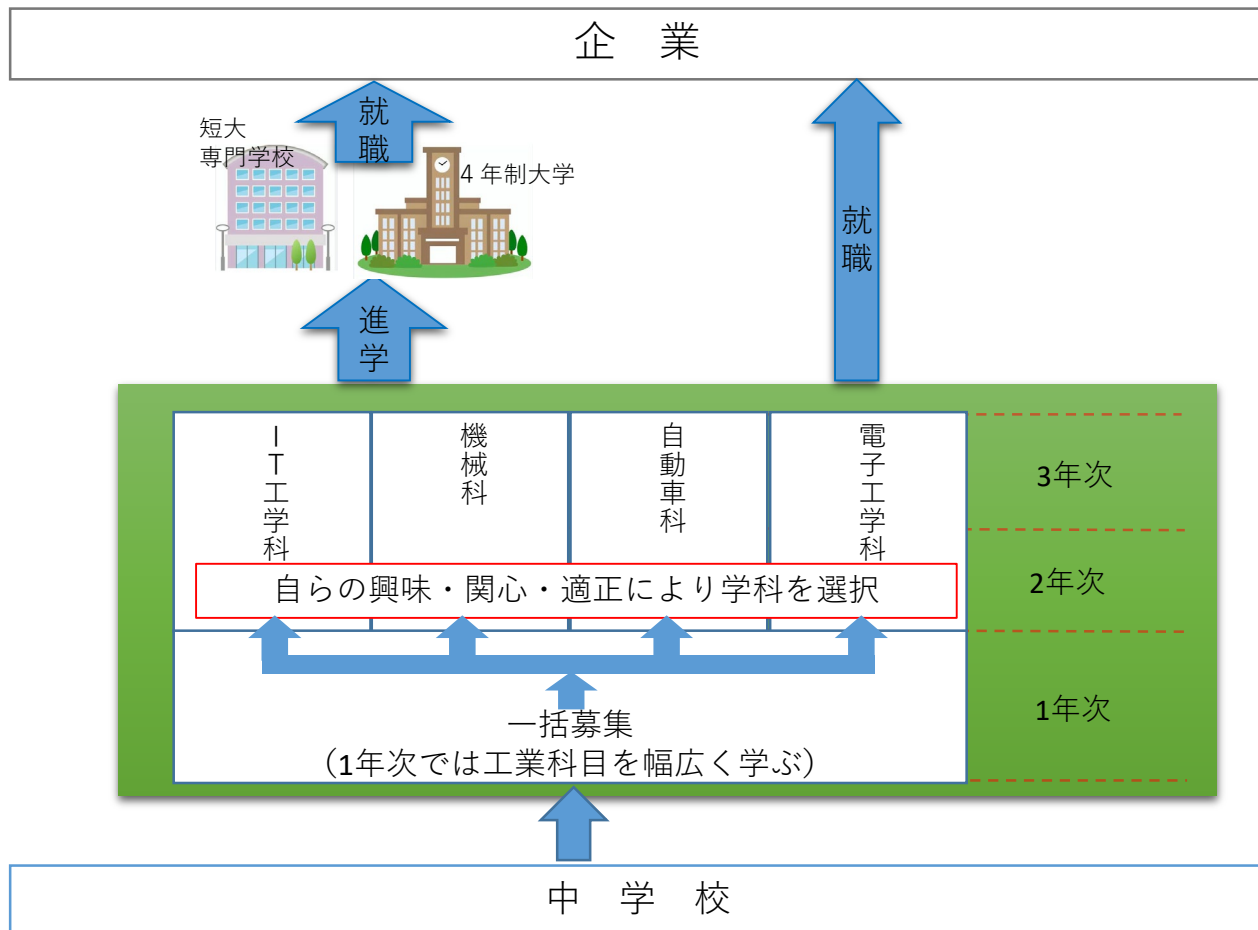 企　業
就職
短大
専門学校
４年制大学
就職
進学
ＩＴ工学科
機械科
自動車科
電子工学科
3年次
自らの興味・関心・適正により学科を選択
2年次
1年次
一括募集
（1年次では工業科目を幅広く学ぶ）
中　学　校